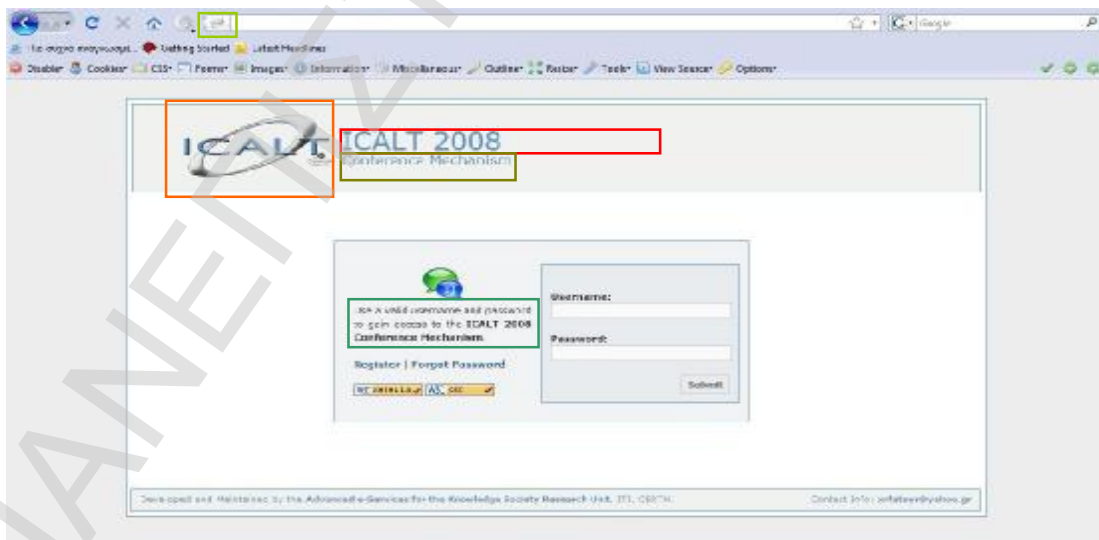 Google
Getting Started Latest Headlines
Disable Cookies CSS Forms Images Information Miscellaneous Outline Resize Tools View Source Options
ICALT
ICALT 2008
Conference Mechanism
Use a valid username and password
to gain access to the ICALT 2008
Conference Mechanism
Username:
Password:
Register | Forgot Password
Submit
Developed and Maintained by the Advanced e-Services for the Knowledge Society Research Unit, ITI, CERTH.
Contact Info: